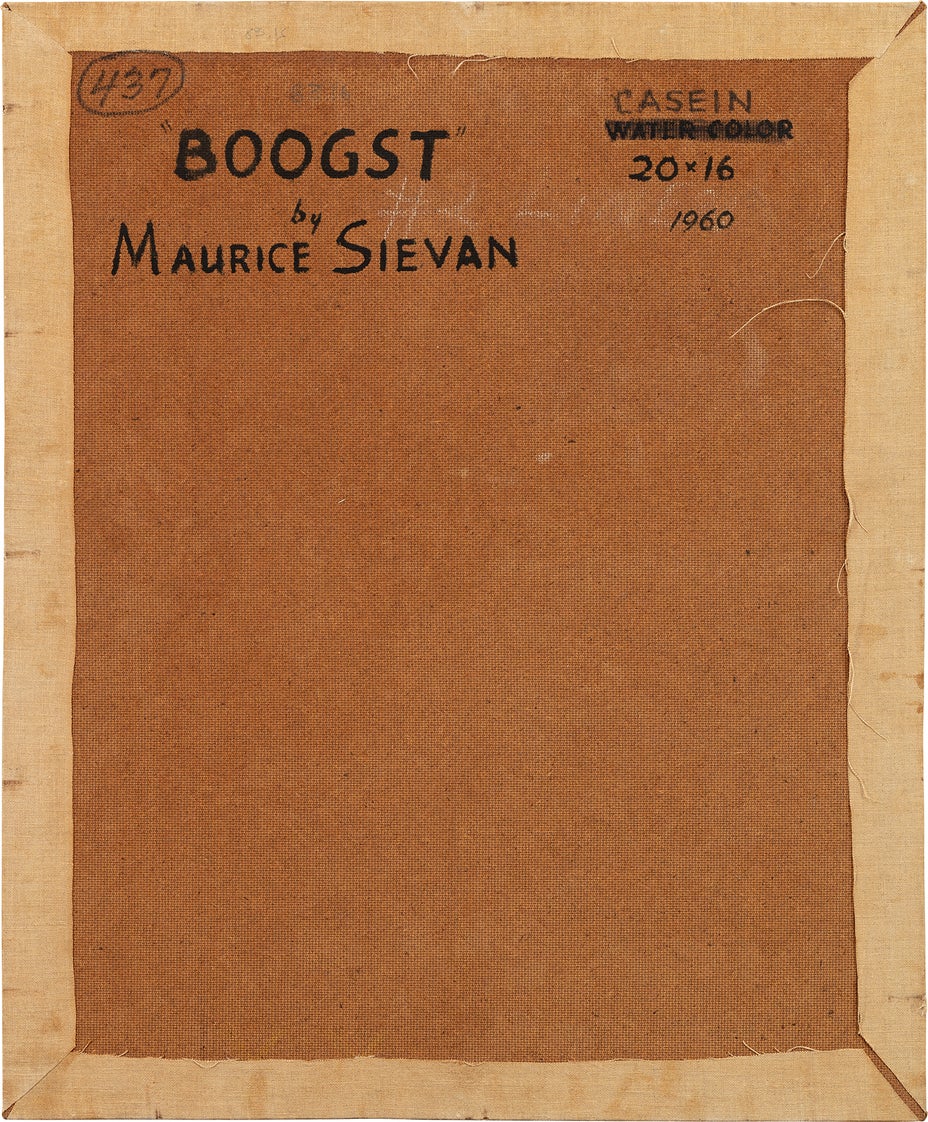 437
"BOOGST"
by
MAURICE SIEVAN
CASEIN
WATER COLOR
20×16
1960